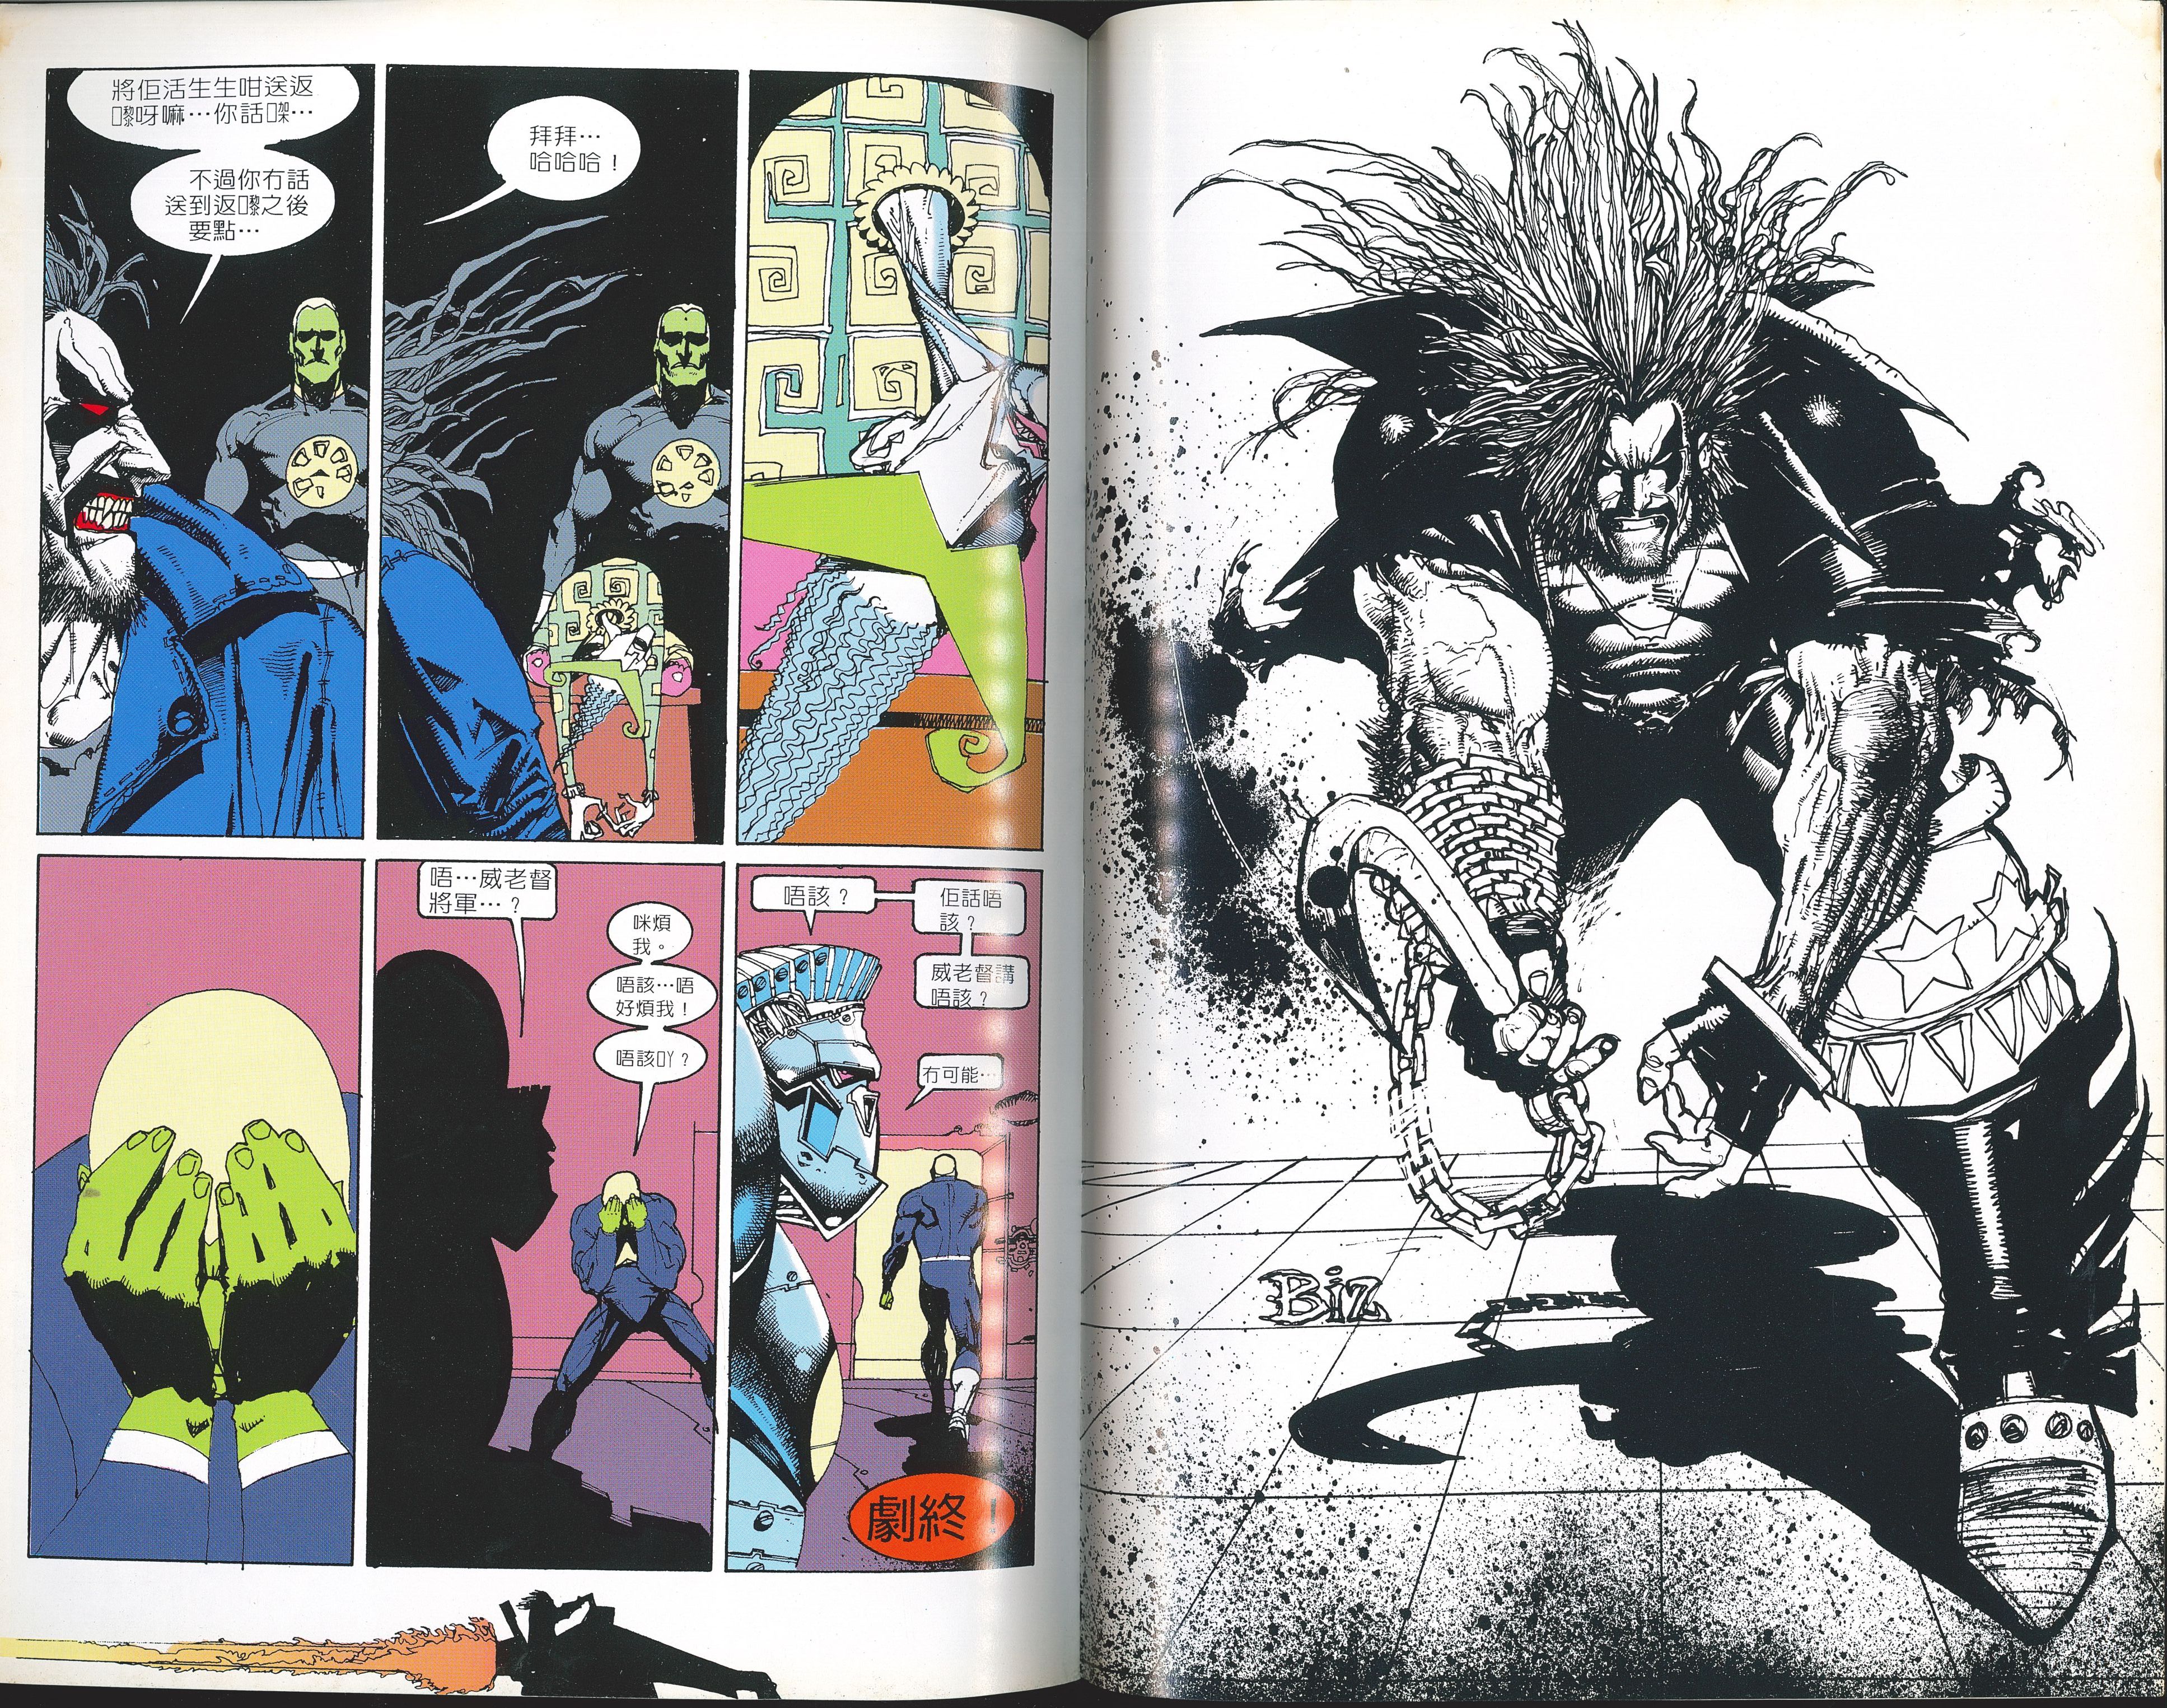 將佢活生生咁送返
嚟呀嘛…你話㗎…
不過你冇話
送到返嚟之後
要點…
拜拜…
哈哈哈！
唔…威老督
將軍…？
咪煩
我。
唔該…唔
好煩我！
唔該吖？
唔該？
佢話唔
該？
威老督講
唔該？
冇可能…
劇終！
Biz